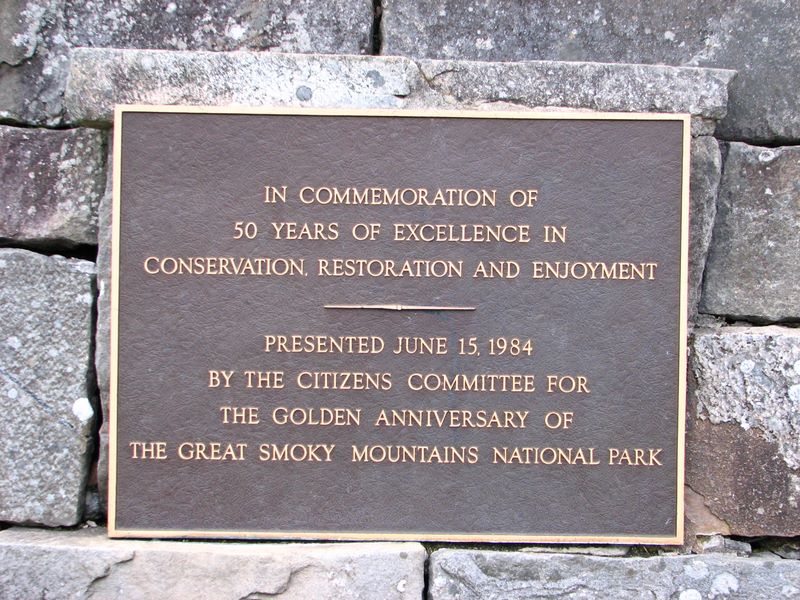 IN COMMEMORATION OF
50 YEARS OF EXCELLENCE IN
CONSERVATION, RESTORATION AND ENJOYMENT
PRESENTED JUNE 15, 1984
BY THE CITIZENS COMMITTEE FOR
THE GOLDEN ANNIVERSARY OF
THE GREAT SMOKY MOUNTAINS NATIONAL PARK